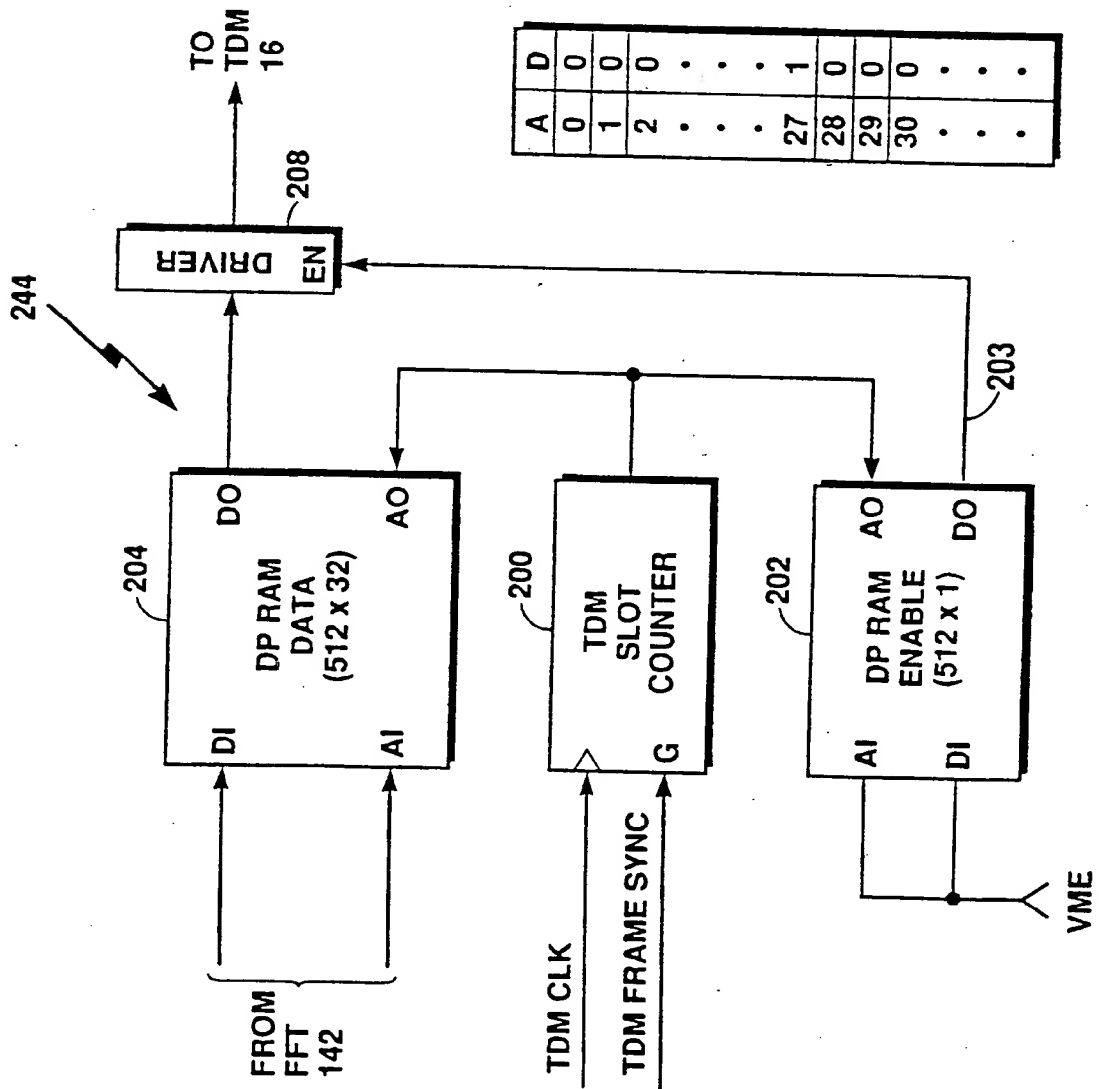 244
TO
TDM
16
DRIVER
EN
208
204
DI
DO
DP RAM
DATA
(512 x 32)
AI
AO
FROM
FFT
142
200
TDM
SLOT
COUNTER
G
TDM CLK
TDM FRAME SYNC
202
AI
AO
DP RAM
ENABLE
(512 x 1)
DI
DO
203
VME
A D
0 0
1 0
2 0
. .
. .
. .
27 1
28 0
29 0
30 0
. .
. .
. .